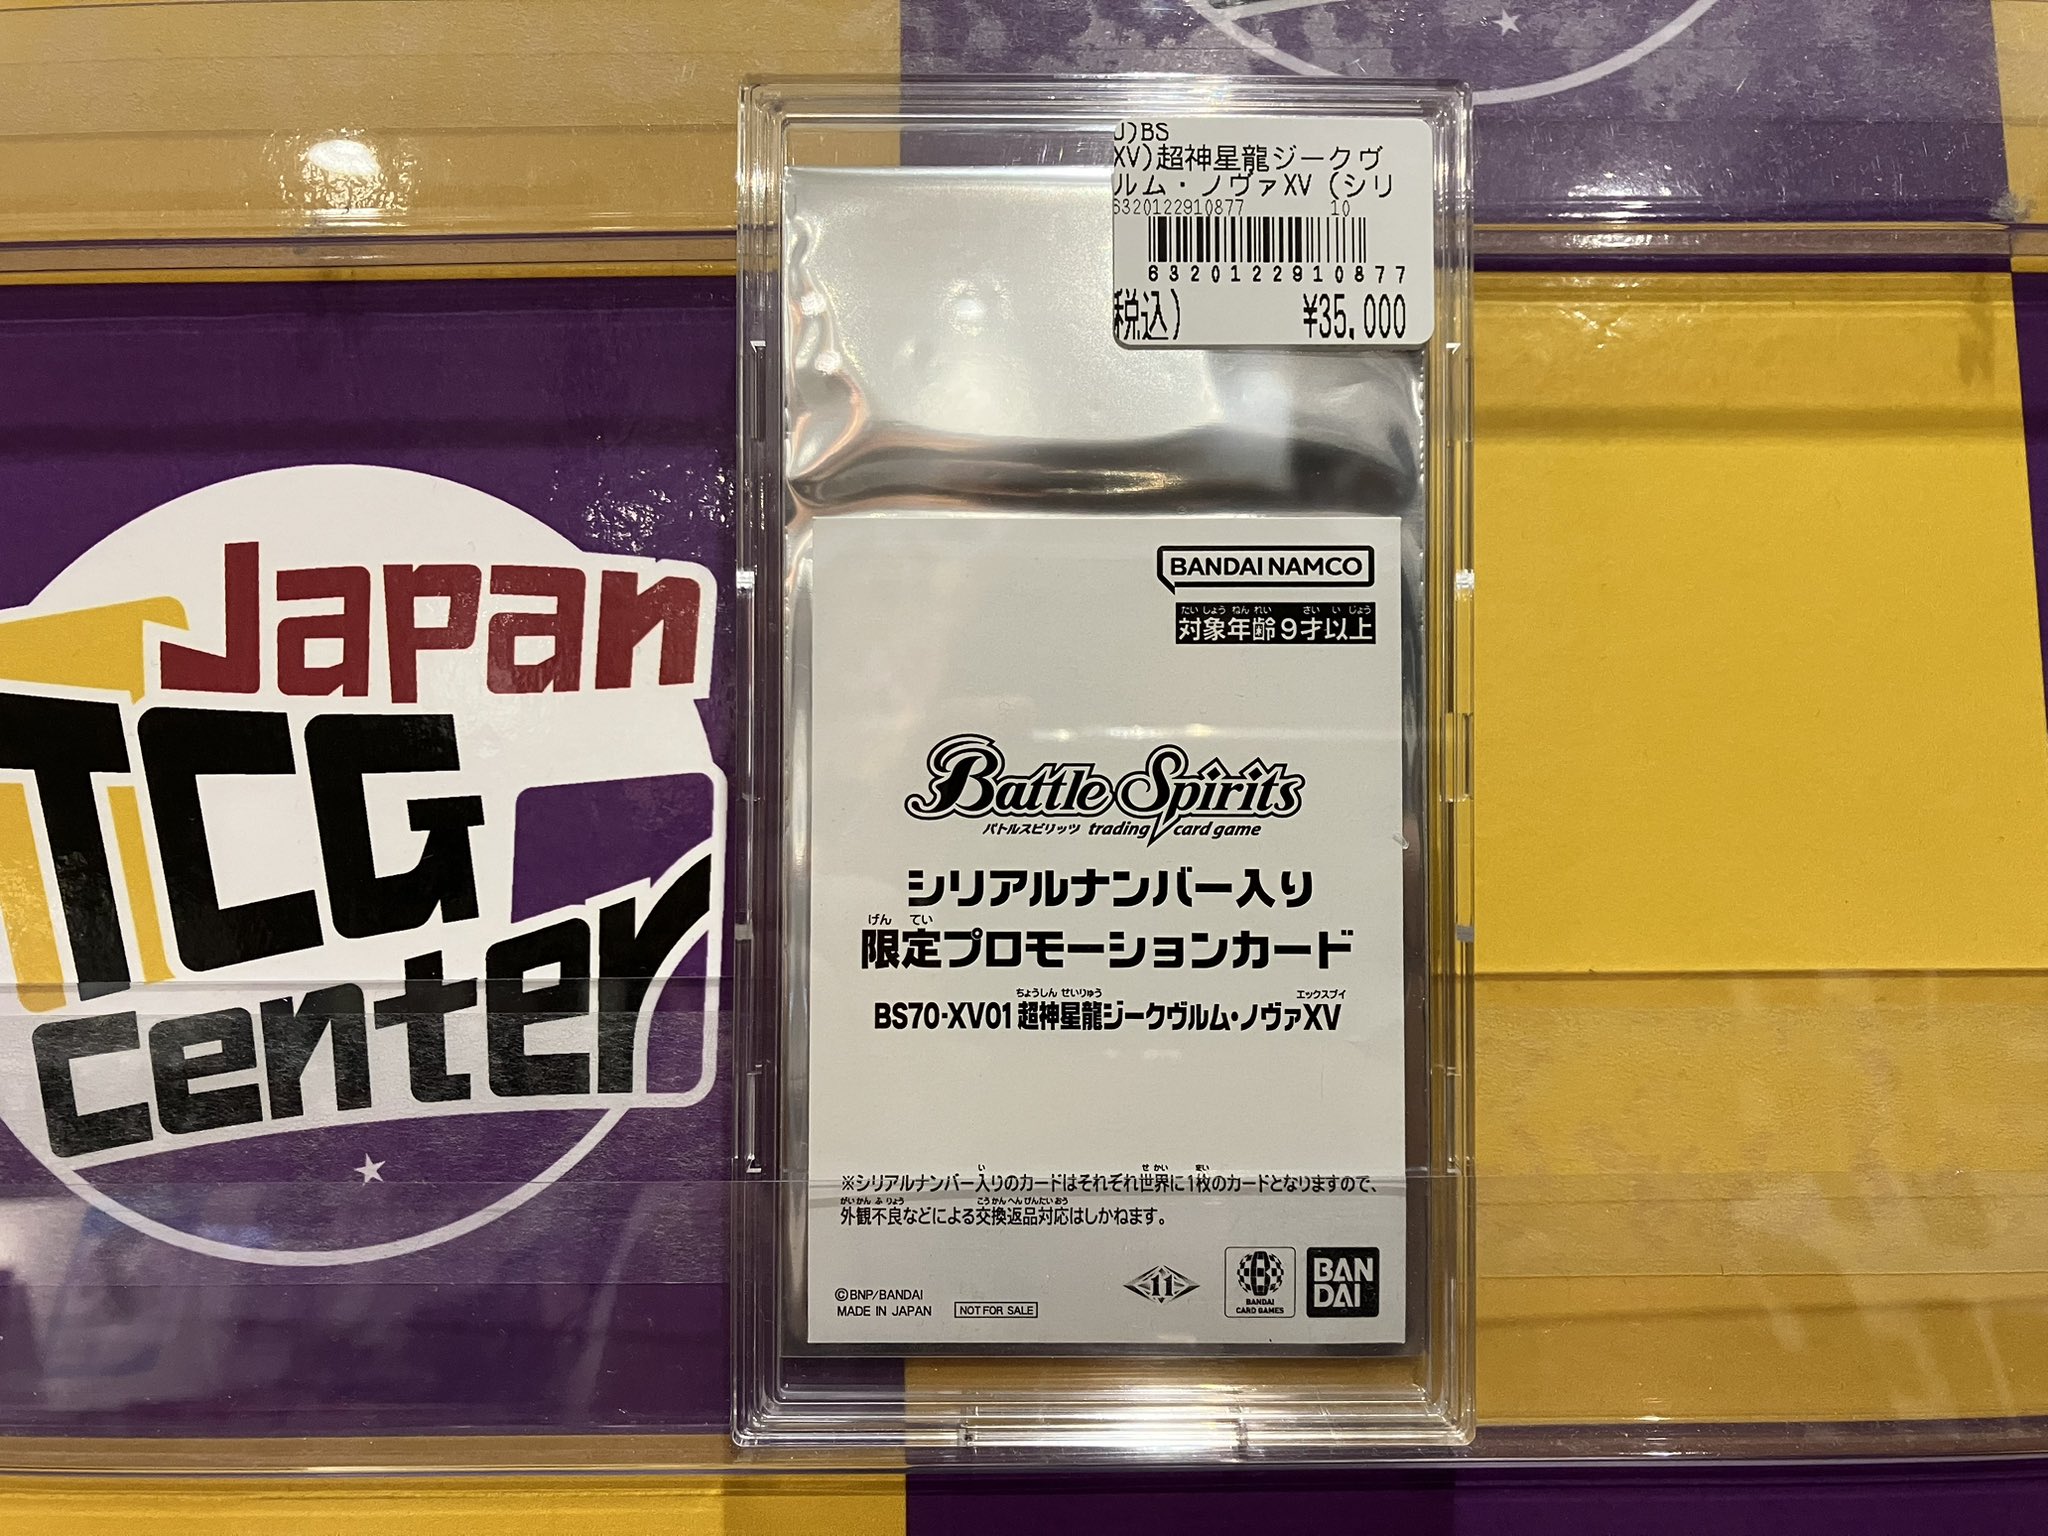 U)BS
XV)超神星龍ジークヴ
ルム・ノヴァXV (シリ
6320122910877 10
6320122910877
税込) ¥35,000
Japan
TCG
center
BANDAI NAMCO
たいしょうねんれい さいいじょう
対象年齢9才以上
Battle Spirits
バトルスピリッツ trading card game
シリアルナンバー入り
げんてい
限定プロモーションカード
ちょうしんせいりゅう エックスブイ
BS70-XV01 超神星龍ジークヴルム・ノヴァXV
い せかい まい
※シリアルナンバー入りのカードはそれぞれ世界に1枚のカードとなりますので、
がいかんふりょう こうかんへんぴんたいおう
外観不良などによる交換返品対応はしかねます。
©BNP/BANDAI
MADE IN JAPAN NOT FOR SALE
11
BANDAI
CARD GAMES
BAN
DAI